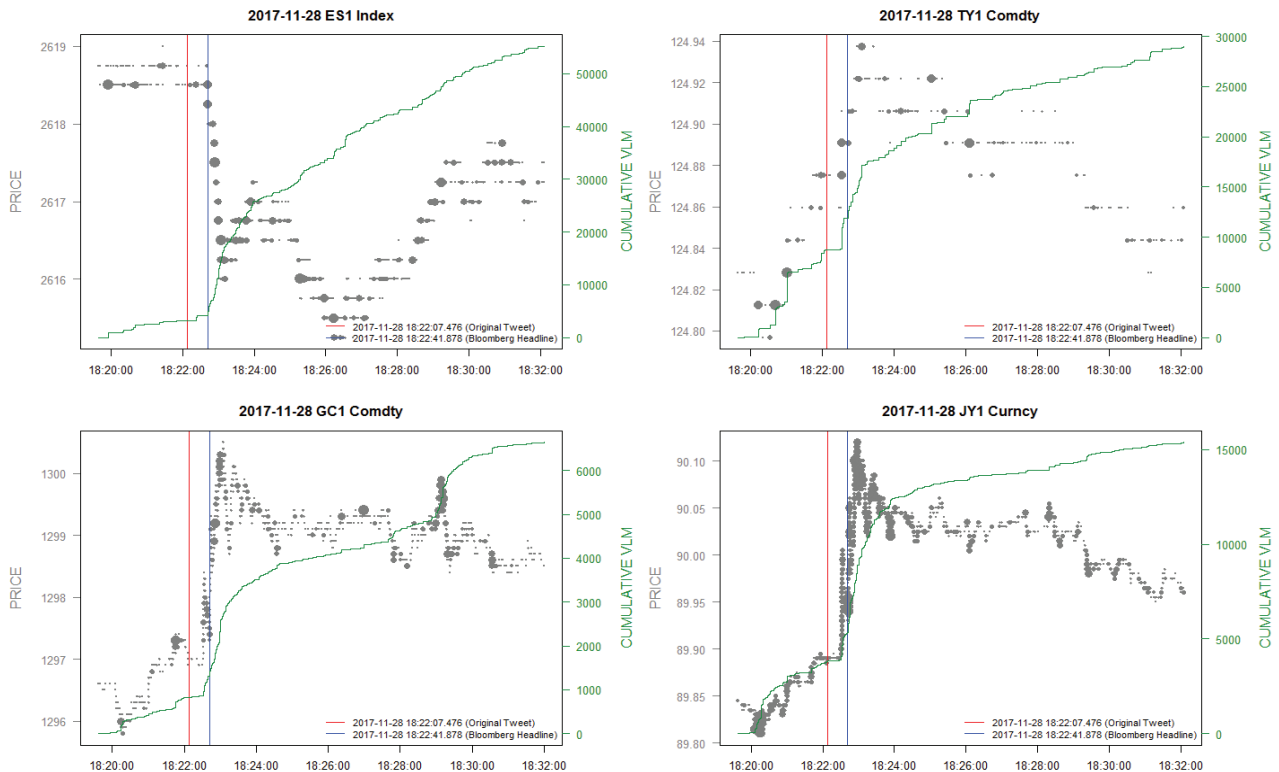 2017-11-28 ES1 Index
PRICE
2619
2618
2617
2616
50000
40000
30000
20000
10000
0
CUMULATIVE VLM
2017-11-28 18:22:07.476 (Original Tweet)
2017-11-28 18:22:41.878 (Bloomberg Headline)
18:20:00 18:22:00 18:24:00 18:26:00 18:28:00 18:30:00 18:32:00
2017-11-28 TY1 Comdty
PRICE
124.94
124.92
124.90
124.88
124.86
124.84
124.82
124.80
30000
25000
20000
15000
10000
5000
0
CUMULATIVE VLM
2017-11-28 18:22:07.476 (Original Tweet)
2017-11-28 18:22:41.878 (Bloomberg Headline)
18:20:00 18:22:00 18:24:00 18:26:00 18:28:00 18:30:00 18:32:00
2017-11-28 GC1 Comdty
PRICE
1300
1299
1298
1297
1296
6000
5000
4000
3000
2000
1000
0
CUMULATIVE VLM
2017-11-28 18:22:07.476 (Original Tweet)
2017-11-28 18:22:41.878 (Bloomberg Headline)
18:20:00 18:22:00 18:24:00 18:26:00 18:28:00 18:30:00 18:32:00
2017-11-28 JY1 Curncy
PRICE
90.10
90.05
90.00
89.95
89.90
89.85
89.80
15000
10000
5000
0
CUMULATIVE VLM
2017-11-28 18:22:07.476 (Original Tweet)
2017-11-28 18:22:41.878 (Bloomberg Headline)
18:20:00 18:22:00 18:24:00 18:26:00 18:28:00 18:30:00 18:32:00